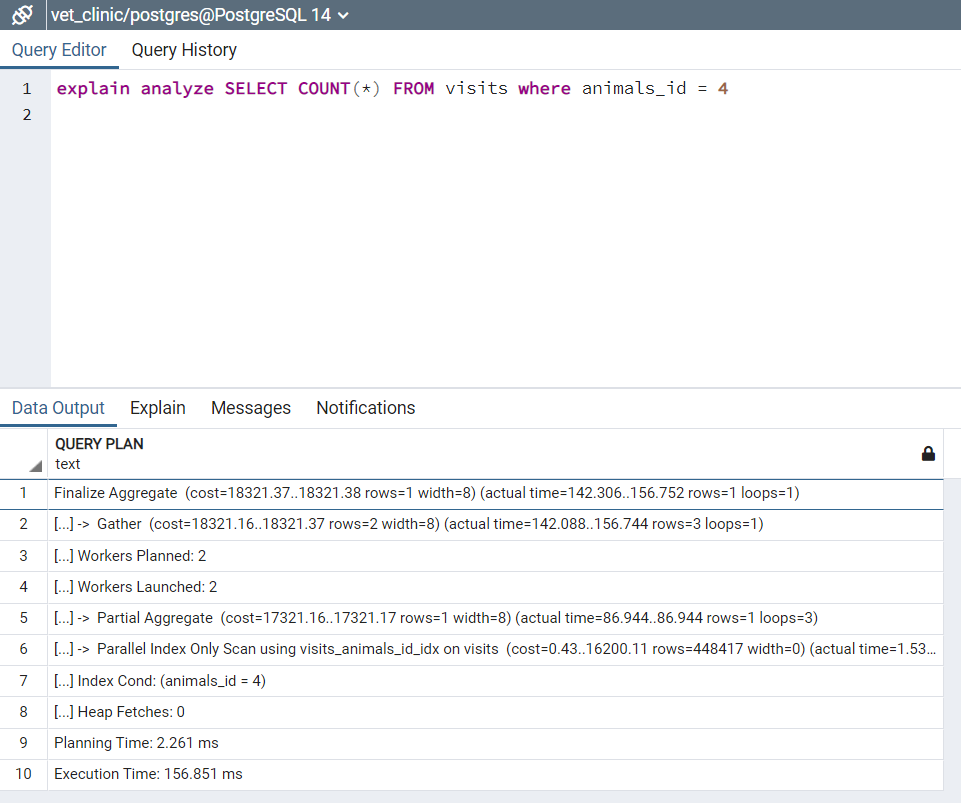 vet_clinic/postgres@PostgreSQL 14
Query Editor Query History
1 explain analyze SELECT COUNT(*) FROM visits where animals_id = 4
2
Data Output Explain Messages Notifications
QUERY PLAN
text
1 Finalize Aggregate (cost=18321.37..18321.38 rows=1 width=8) (actual time=142.306..156.752 rows=1 loops=1)
2 [...] -> Gather (cost=18321.16..18321.37 rows=2 width=8) (actual time=142.088..156.744 rows=3 loops=1)
3 [...] Workers Planned: 2
4 [...] Workers Launched: 2
5 [...] -> Partial Aggregate (cost=17321.16..17321.17 rows=1 width=8) (actual time=86.944..86.944 rows=1 loops=3)
6 [...] -> Parallel Index Only Scan using visits_animals_id_idx on visits (cost=0.43..16200.11 rows=448417 width=0) (actual time=1.53...
7 [...] Index Cond: (animals_id = 4)
8 [...] Heap Fetches: 0
9 Planning Time: 2.261 ms
10 Execution Time: 156.851 ms